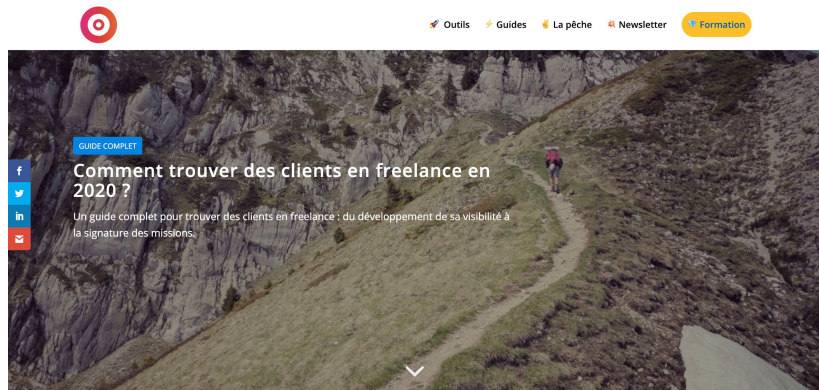 Outils
Guides
La pêche
Newsletter
Formation
GUIDE COMPLET
Comment trouver des clients en freelance en
2020 ?
Un guide complet pour trouver des clients en freelance : du développement de sa visibilité à
la signature des missions.